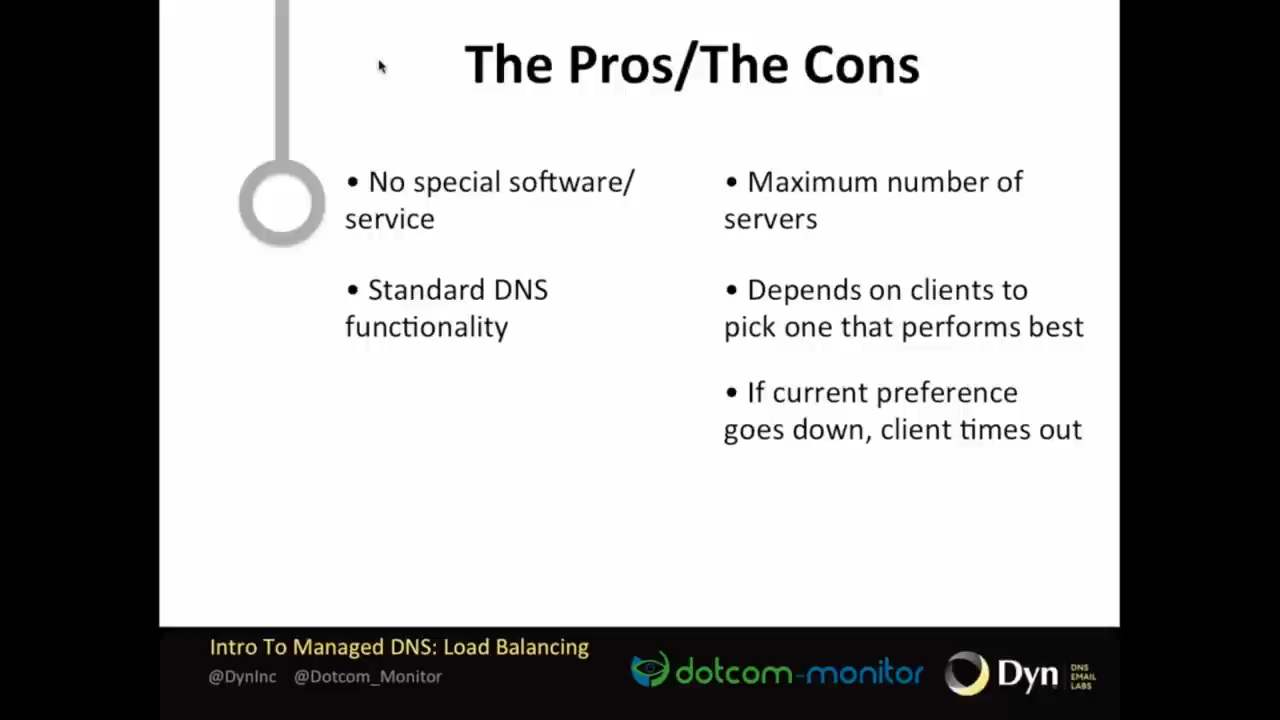 The Pros/The Cons
• No special software/
service
• Standard DNS
functionality
• Maximum number of
servers
• Depends on clients to
pick one that performs best
• If current preference
goes down, client times out
Intro To Managed DNS: Load Balancing
@DynInc @Dotcom_Monitor
dotcom-monitor
Dyn
DNS
EMAIL
LABS